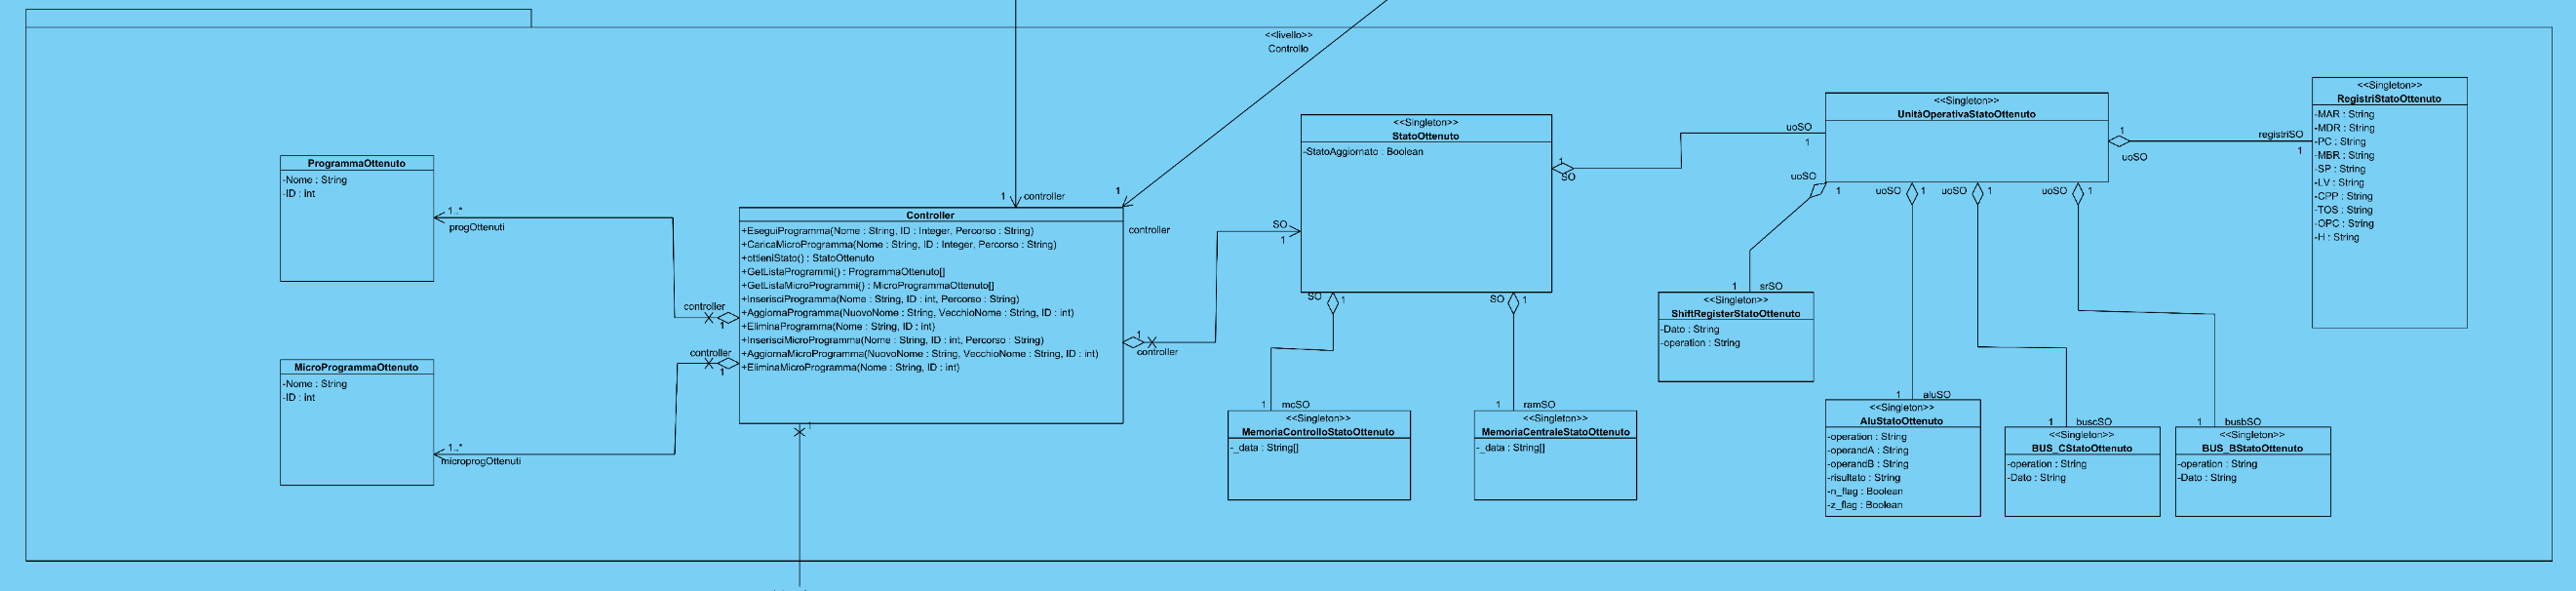 <<livello>>
Controllo
ProgrammaOttenuto
-Nome : String
-ID : int
1..*
progOttenuti
MicroProgrammaOttenuto
-Nome : String
-ID : int
1..*
microprogOttenuti
controller
1
controller
1
1
controller
1
controller
Controller
+EseguiProgramma(Nome : String, ID : Integer, Percorso : String)
+CaricaMicroProgramma(Nome : String, ID : Integer, Percorso : String)
+ottieniStato() : StatoOttenuto
+GetListaProgrammi() : ProgrammaOttenuto[]
+GetListaMicroProgrammi() : MicroProgrammaOttenuto[]
+InserisciProgramma(Nome : String, ID : int, Percorso : String)
+AggiornaProgramma(NuovoNome : String, VecchioNome : String, ID : int)
+EliminaProgramma(Nome : String, ID : int)
+InserisciMicroProgramma(Nome : String, ID : int, Percorso : String)
+AggiornaMicroProgramma(NuovoNome : String, VecchioNome : String, ID : int)
+EliminaMicroProgramma(Nome : String, ID : int)
1
1
controller
SO
1
<<Singleton>>
StatoOttenuto
-StatoAggiornato : Boolean
1
SO
uoSO
1
SO
1
SO
1
1
mcSO
<<Singleton>>
MemoriaControlloStatoOttenuto
-_data : String[]
1
ramSO
<<Singleton>>
MemoriaCentraleStatoOttenuto
-_data : String[]
<<Singleton>>
UnitàOperativaStatoOttenuto
uoSO
1
uoSO
1
uoSO
1
uoSO
1
1
uoSO
registriSO
1
<<Singleton>>
RegistriStatoOttenuto
-MAR : String
-MDR : String
-PC : String
-MBR : String
-SP : String
-LV : String
-CPP : String
-TOS : String
-OPC : String
-H : String
1
srSO
<<Singleton>>
ShiftRegisterStatoOttenuto
-Dato : String
-operation : String
1
aluSO
<<Singleton>>
AluStatoOttenuto
-operation : String
-operandA : String
-operandB : String
-risultato : String
-n_flag : Boolean
-z_flag : Boolean
1
buscSO
<<Singleton>>
BUS_CStatoOttenuto
-operation : String
-Dato : String
1
busbSO
<<Singleton>>
BUS_BStatoOttenuto
-operation : String
-Dato : String